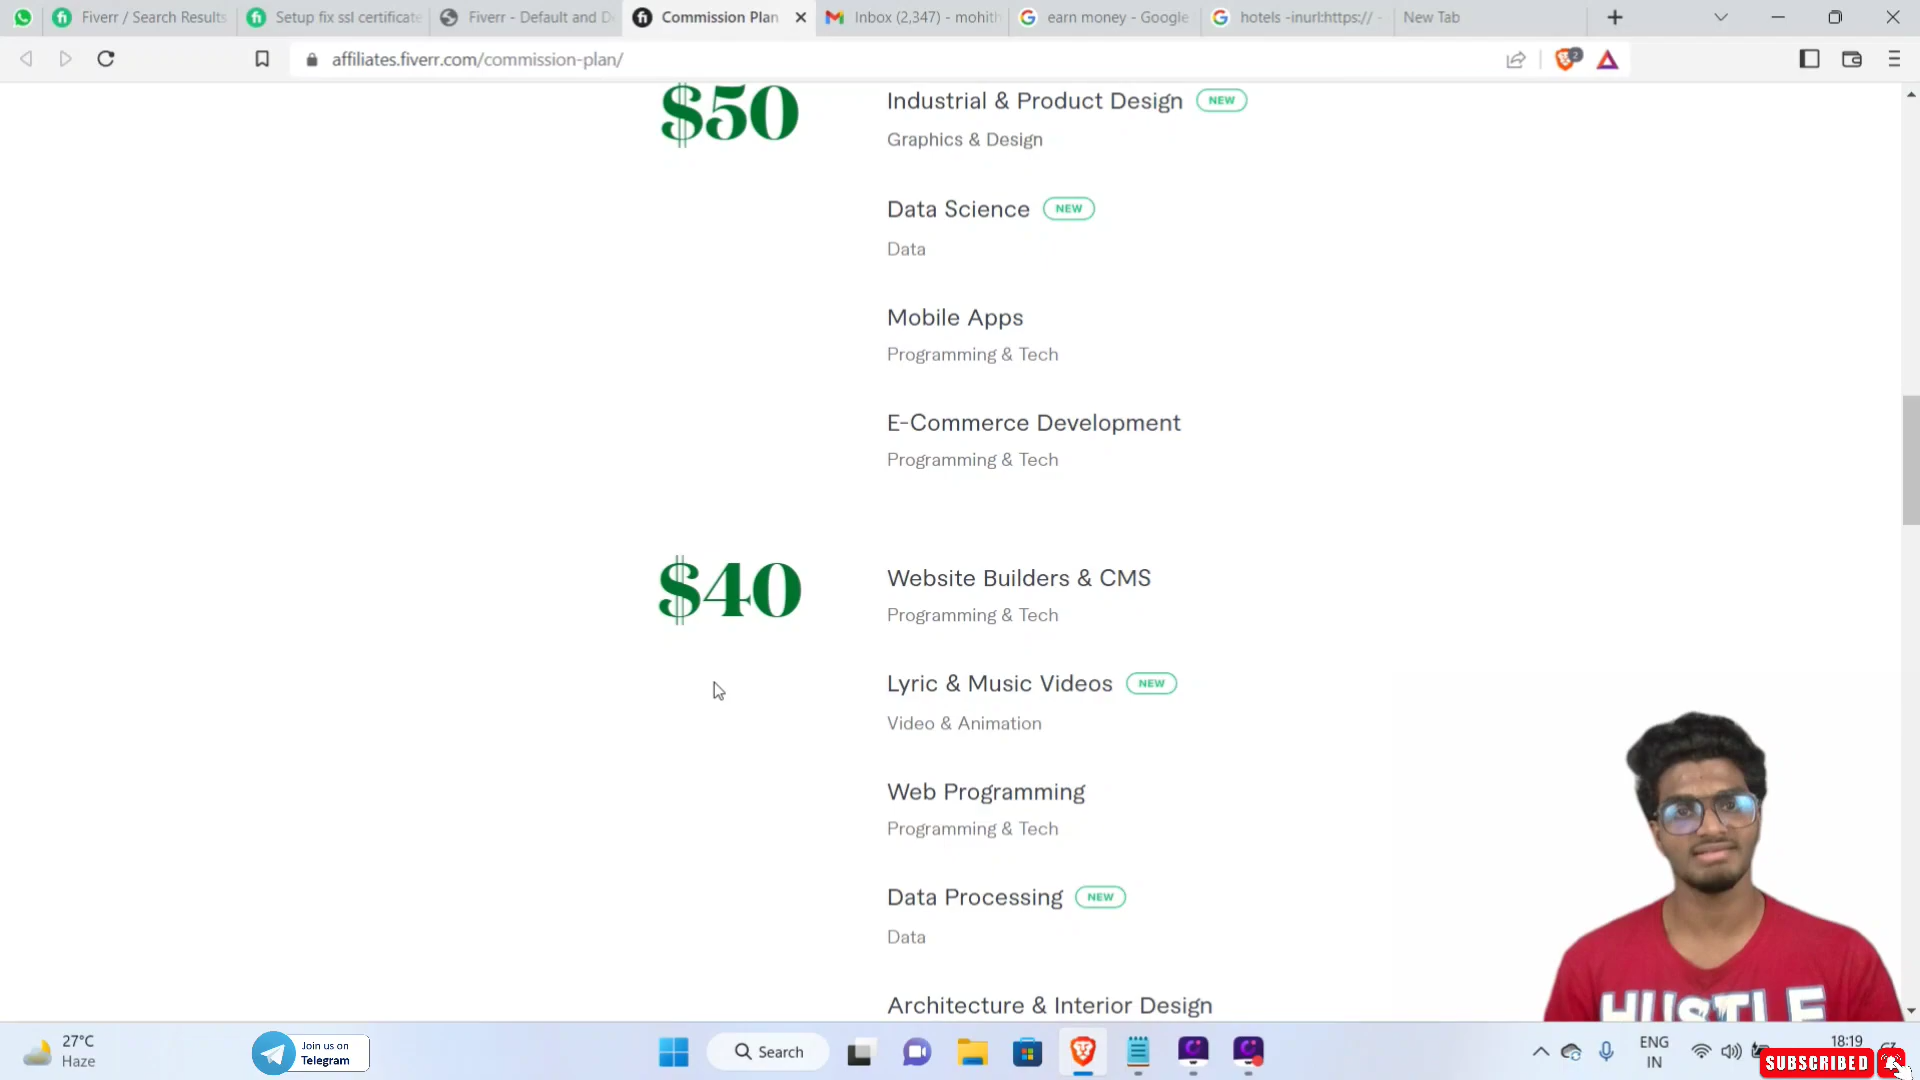 Fiverr / Search Results
Setup fix ssl certificate
Fiverr - Default and D
Commission Plan
Inbox (2,347) - mohith
earn money - Google
hotels -inurl:https:// -
New Tab
affiliates.fiverr.com/commission-plan/
2
$50
Industrial & Product Design NEW
Graphics & Design
Data Science NEW
Data
Mobile Apps
Programming & Tech
E-Commerce Development
Programming & Tech
$40
Website Builders & CMS
Programming & Tech
Lyric & Music Videos NEW
Video & Animation
Web Programming
Programming & Tech
Data Processing NEW
Data
Architecture & Interior Design
HUSTLE
27°C
Haze
Join us on
Telegram
Search
ENG
IN
18:19
SUBSCRIBED